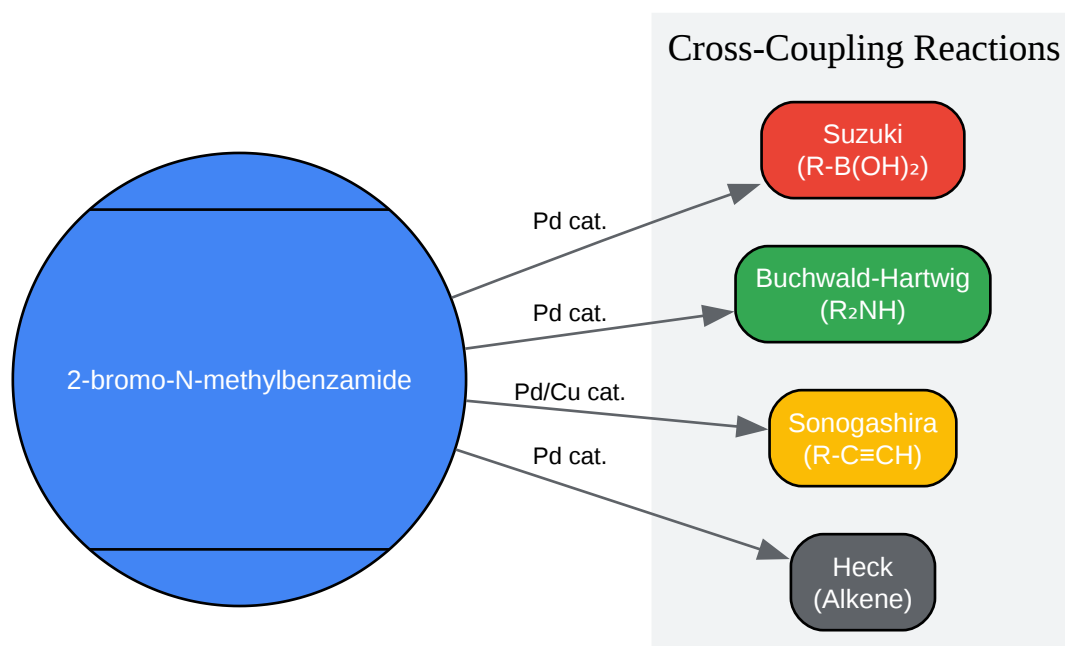 Cross-Coupling Reactions
Suzuki
(R-B(OH)₂)
Pd cat.
Buchwald-Hartwig
(R₂NH)
Pd cat.
2-bromo-N-methylbenzamide
Pd/Cu cat.
Sonogashira
(R-C≡CH)
Pd cat.
Heck
(Alkene)